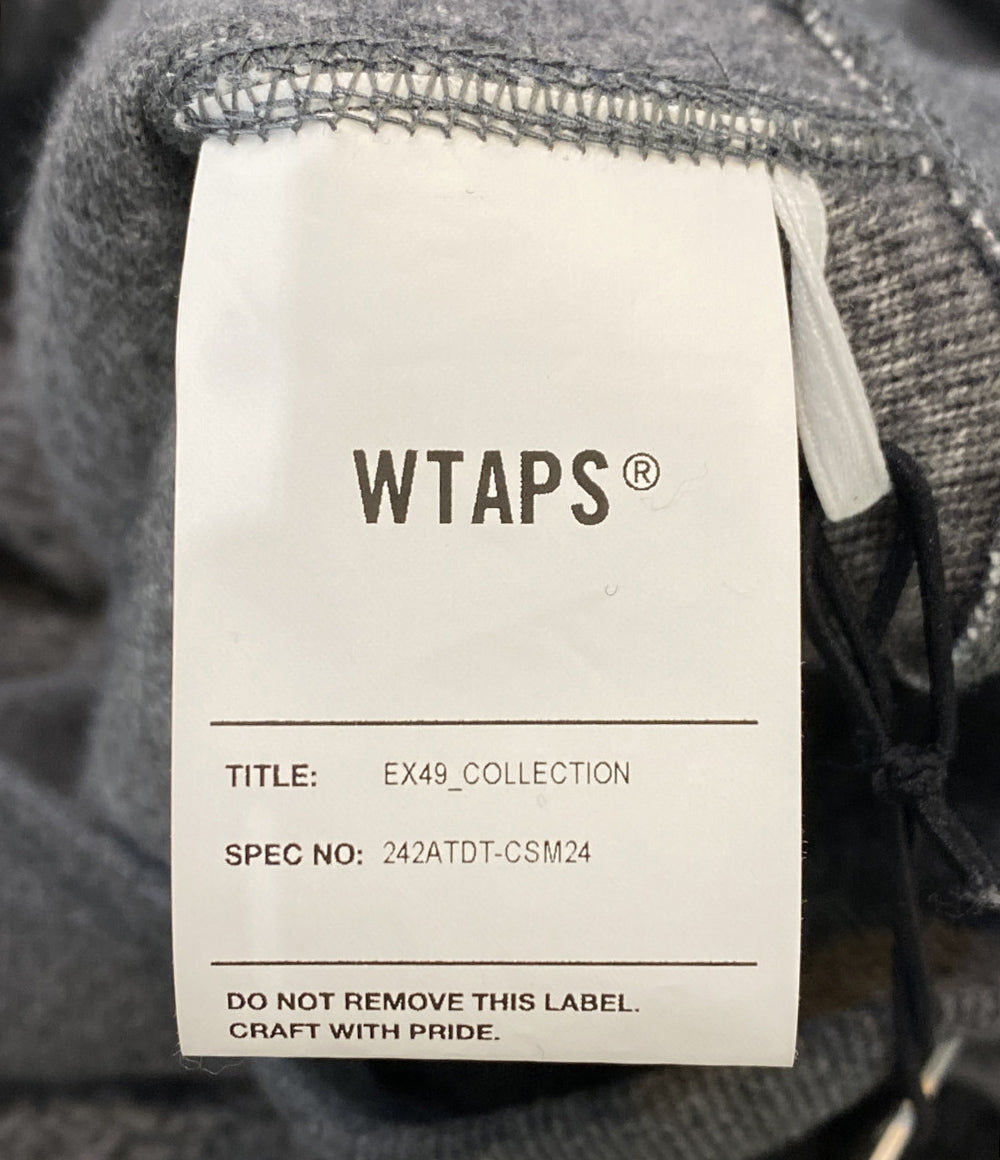 WTAPS®
TITLE: EX49_COLLECTION
SPEC NO: 242ATDT-CSM24
DO NOT REMOVE THIS LABEL.
CRAFT WITH PRIDE.